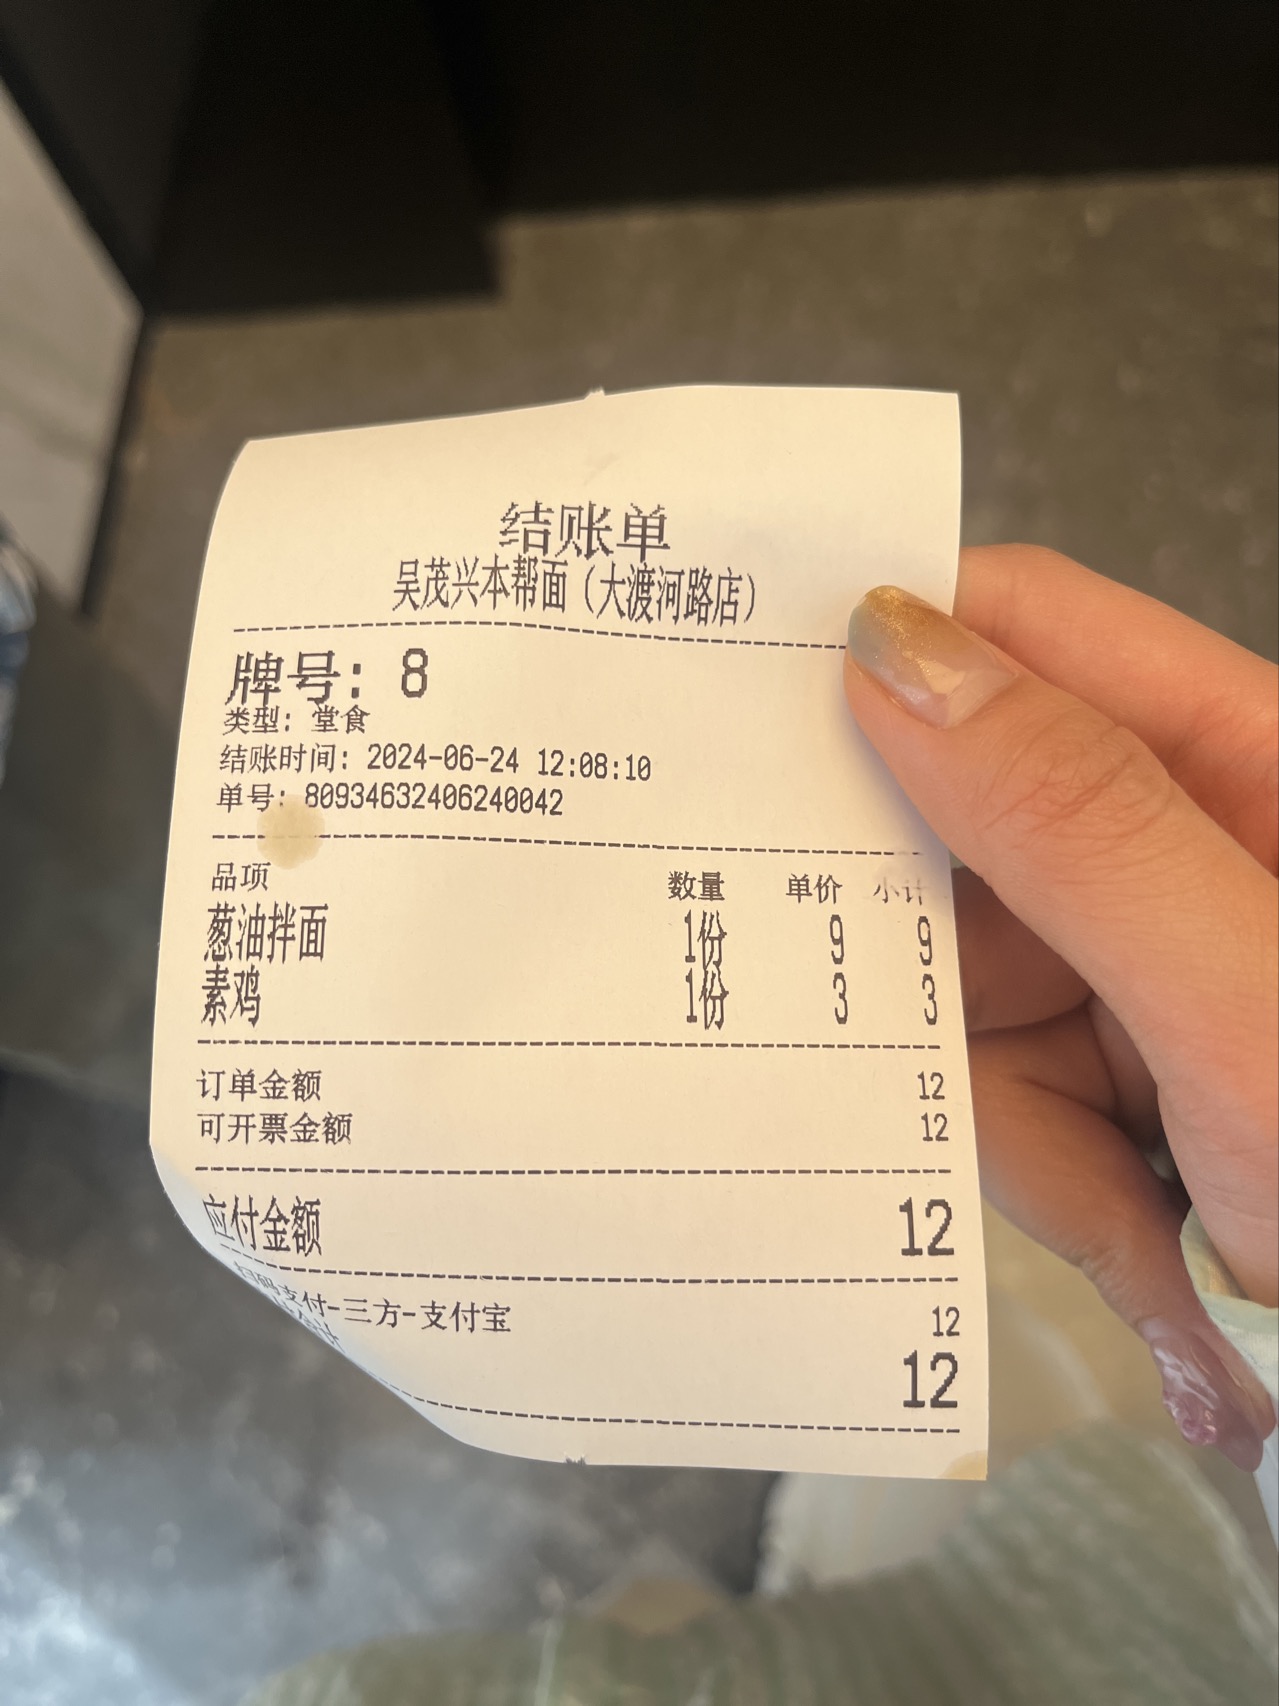 结账单
吴茂兴本帮面（大渡河路店）
牌号: 8
类型: 堂食
结账时间: 2024-06-24 12:08:10
单号: 80934632406240042
品项 数量 单价 小计
葱油拌面 1份 9 9
素鸡 1份 3 3
订单金额 12
可开票金额 12
应付金额 12
扫码支付-三方-支付宝 12
12